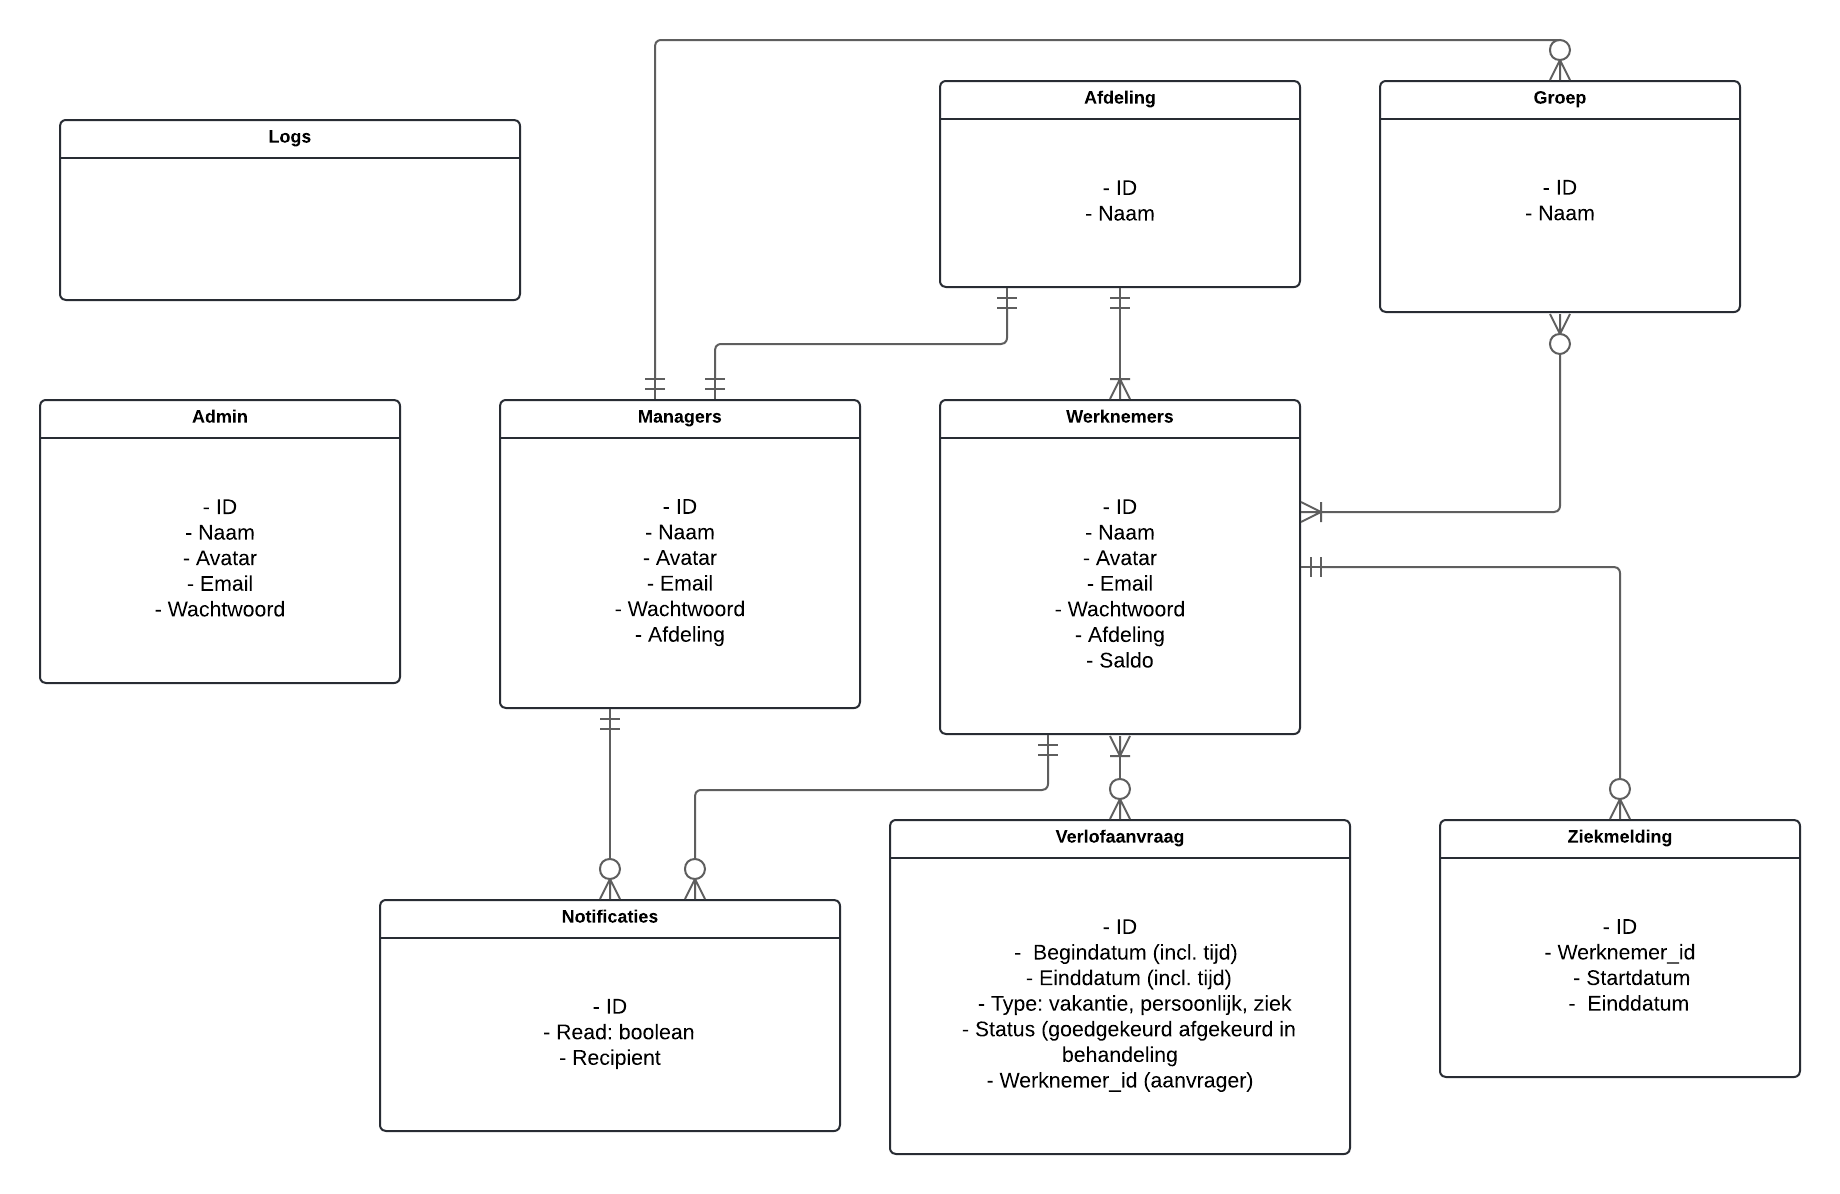 Afdeling
- ID
- Naam
Groep
- ID
- Naam
Logs
Admin
- ID
- Naam
- Avatar
- Email
- Wachtwoord
Managers
- ID
- Naam
- Avatar
- Email
- Wachtwoord
- Afdeling
Werknemers
- ID
- Naam
- Avatar
- Email
- Wachtwoord
- Afdeling
- Saldo
Notificaties
- ID
- Read: boolean
- Recipient
Verlofaanvraag
- ID
- Begindatum (incl. tijd)
- Einddatum (incl. tijd)
- Type: vakantie, persoonlijk, ziek
- Status (goedgekeurd afgekeurd in
behandeling
- Werknemer_id (aanvrager)
Ziekmelding
- ID
- Werknemer_id
- Startdatum
- Einddatum